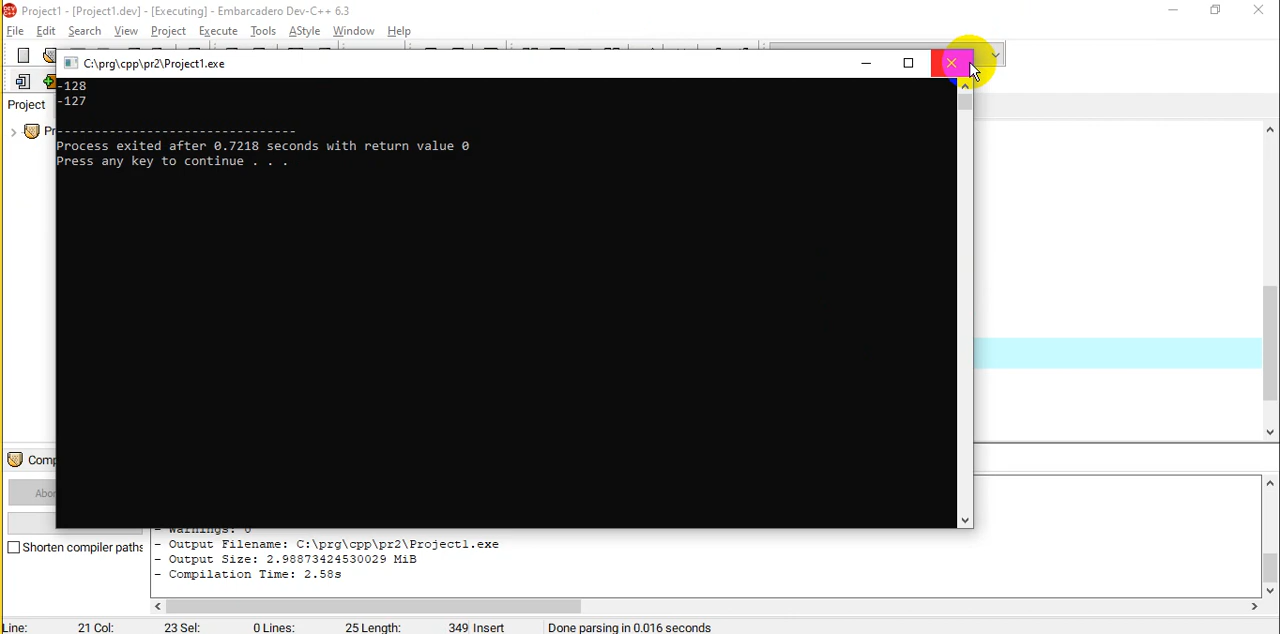 Project1 - [Project1.dev] - [Executing] - Embarcadero Dev-C++ 6.3
File Edit Search View Project Execute Tools AStyle Window Help
C:\prg\cpp\pr2\Project1.exe
-128
-127
Project
--------------------------------
Process exited after 0.7218 seconds with return value 0
Press any key to continue . . .
- Warnings: 0
- Output Filename: C:\prg\cpp\pr2\Project1.exe
Shorten compiler paths
- Output Size: 2.98873424530029 MiB
- Compilation Time: 2.58s
Line: 21 Col: 23 Sel: 0 Lines: 25 Length: 349 Insert Done parsing in 0.016 seconds